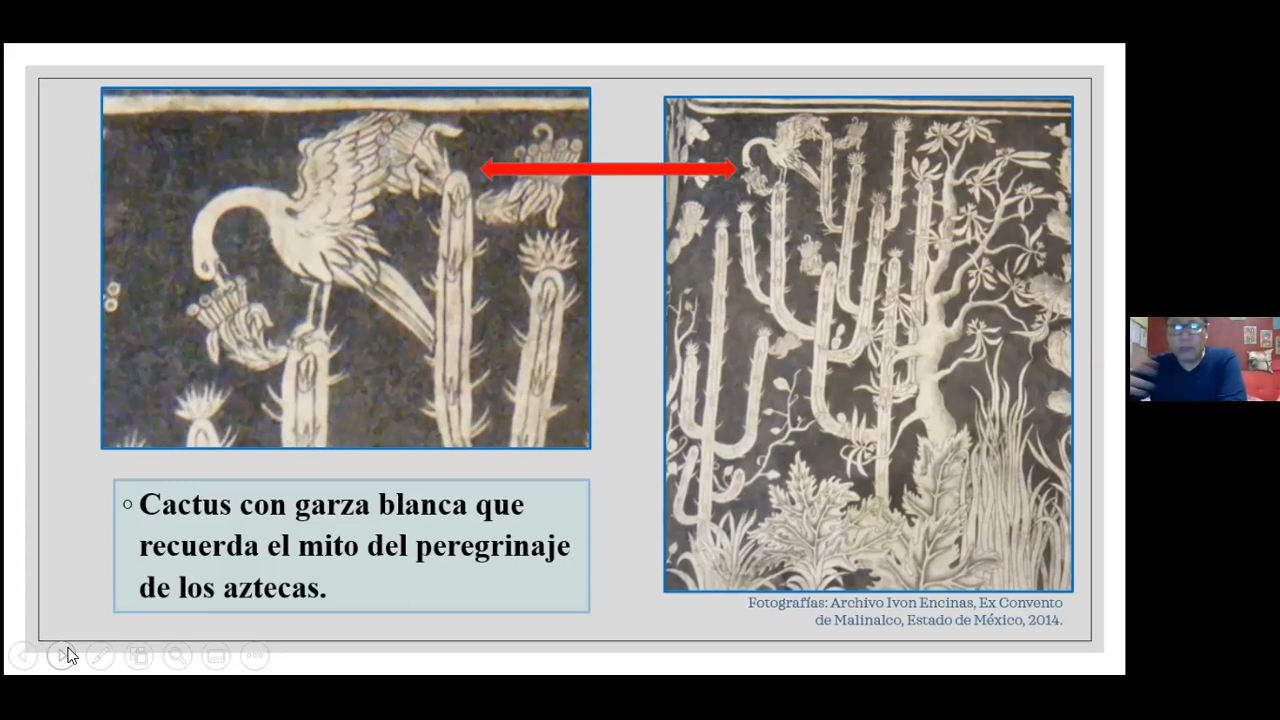 Cactus con garza blanca que
recuerda el mito del peregrinaje
de los aztecas.
Fotografías: Archivo Ivon Encinas, Ex Convento
de Malinalco, Estado de México, 2014.